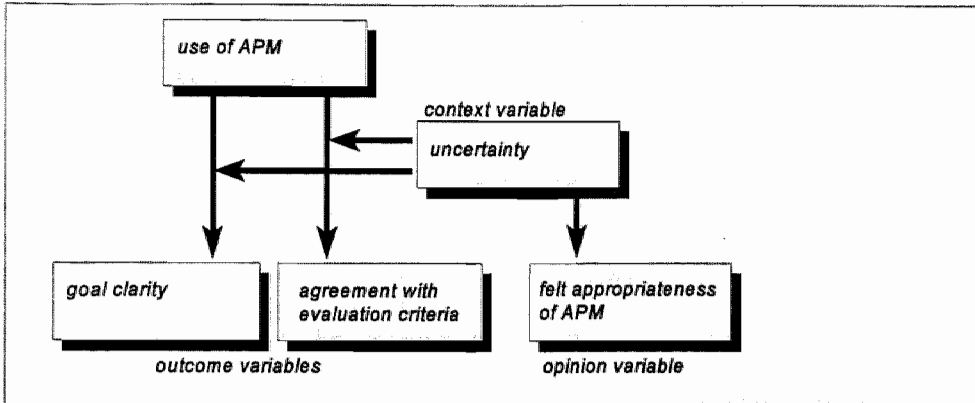 use of APM
context variable
uncertainty
goal clarity
agreement with
evaluation criteria
felt appropriateness
of APM
outcome variables
opinion variable